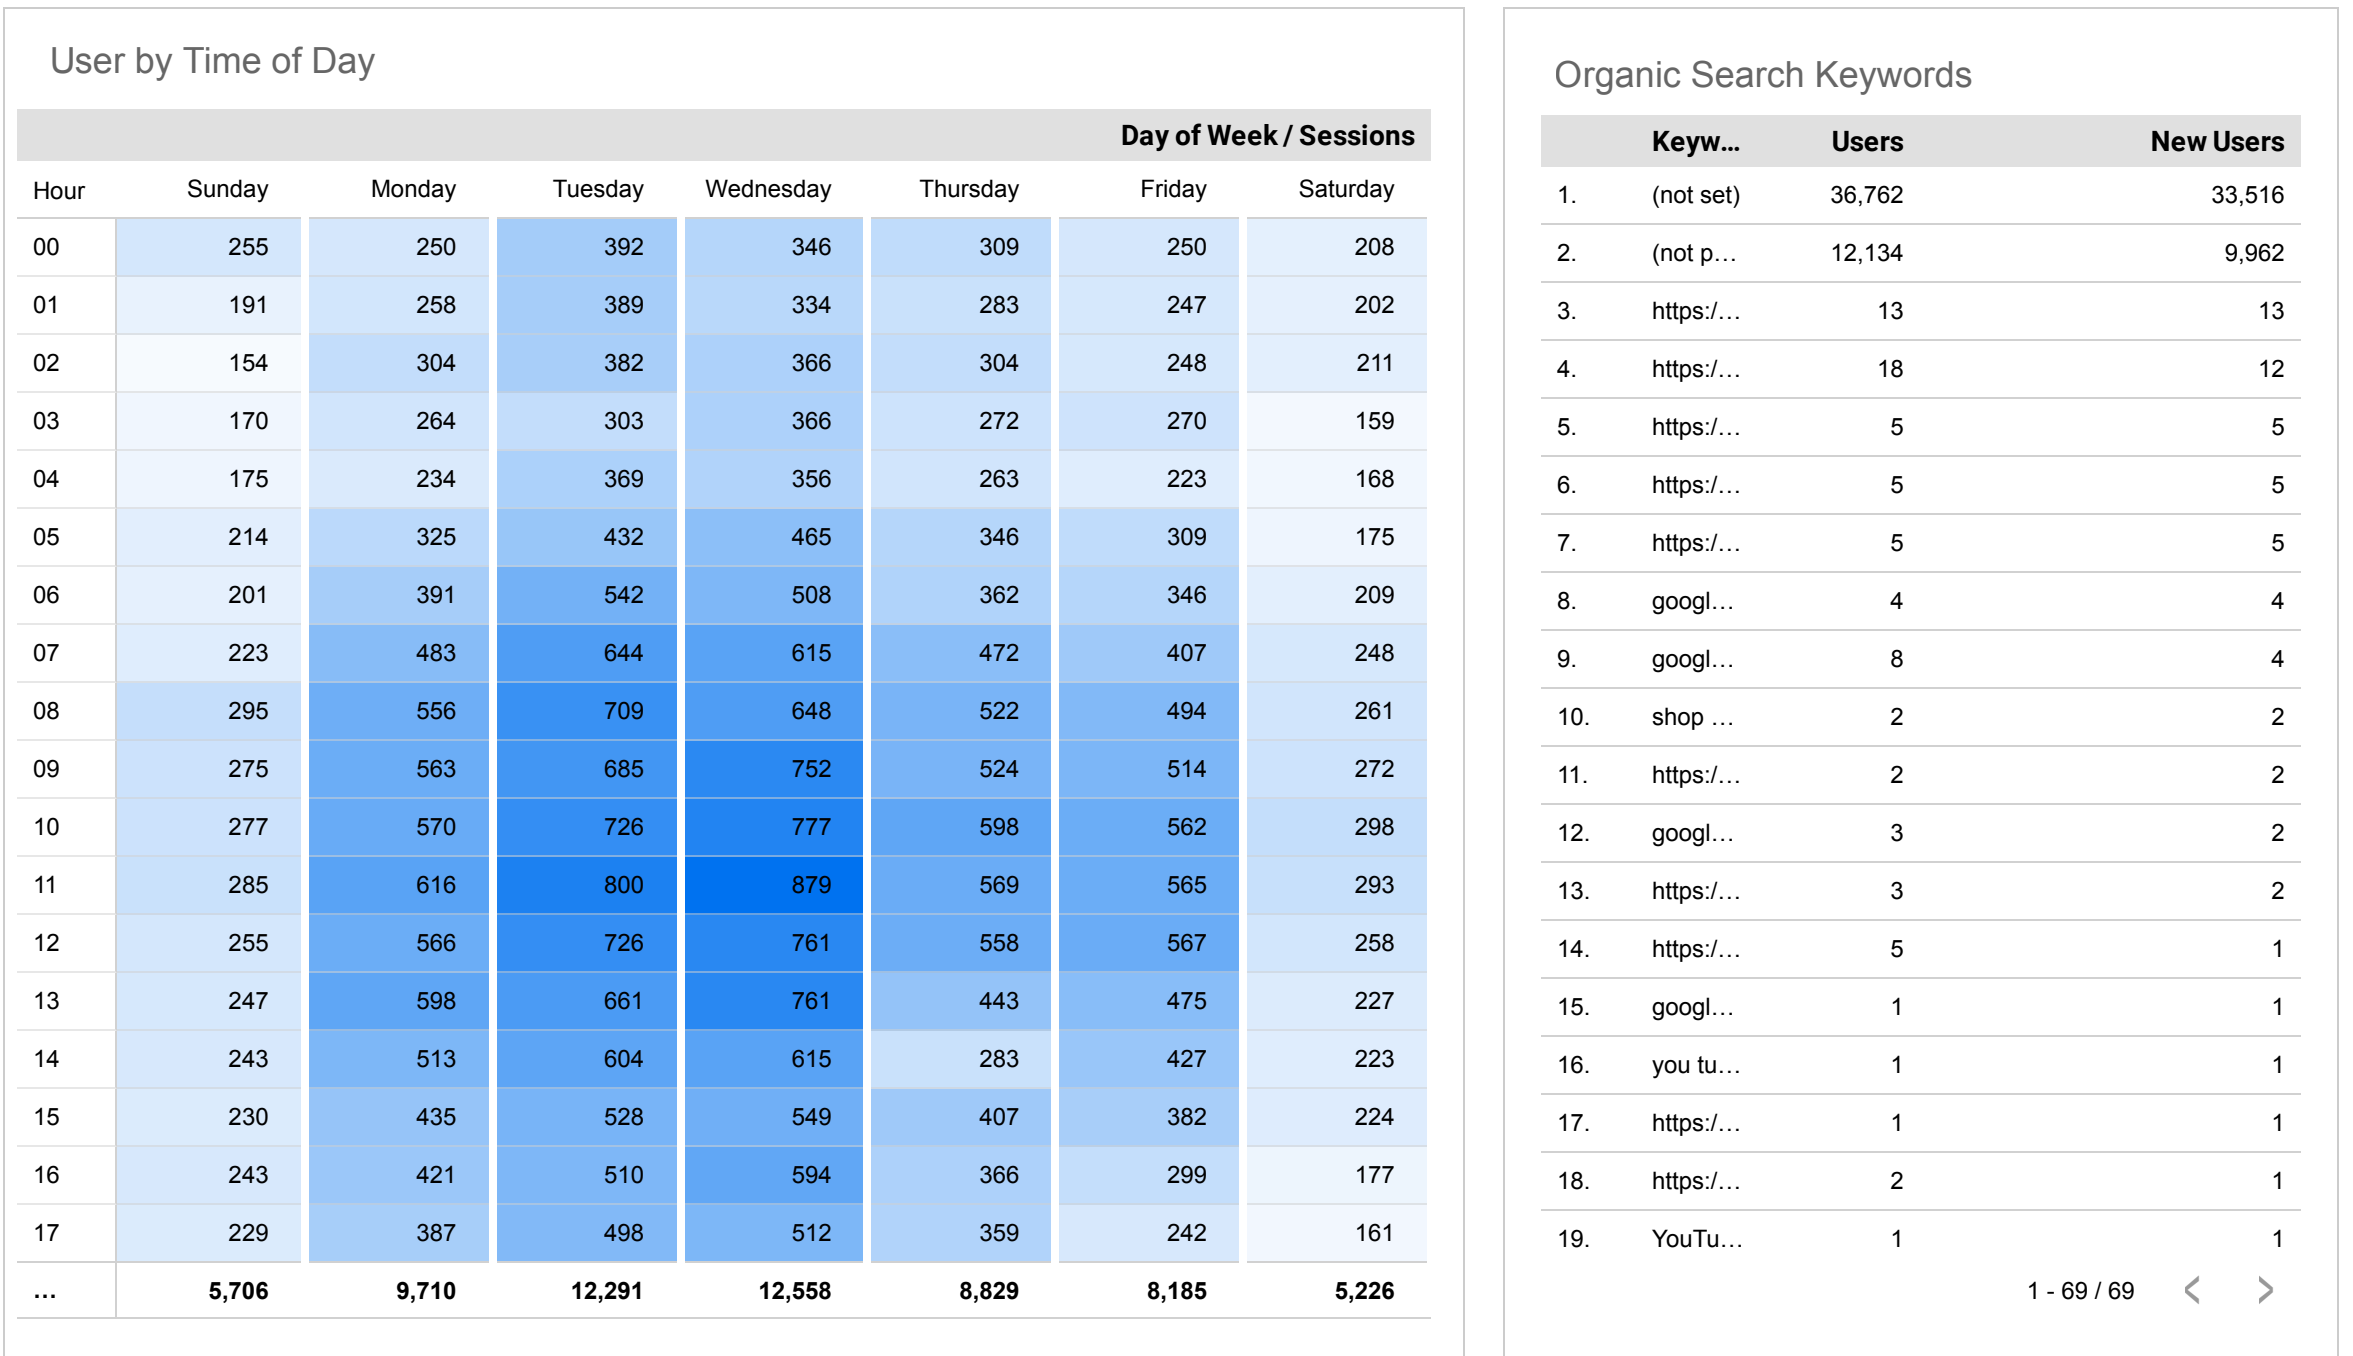 User by Time of Day
Day of Week / Sessions
Hour Sunday Monday Tuesday Wednesday Thursday Friday Saturday
00 255 250 392 346 309 250 208
01 191 258 389 334 283 247 202
02 154 304 382 366 304 248 211
03 170 264 303 366 272 270 159
04 175 234 369 356 263 223 168
05 214 325 432 465 346 309 175
06 201 391 542 508 362 346 209
07 223 483 644 615 472 407 248
08 295 556 709 648 522 494 261
09 275 563 685 752 524 514 272
10 277 570 726 777 598 562 298
11 285 616 800 879 569 565 293
12 255 566 726 761 558 567 258
13 247 598 661 761 443 475 227
14 243 513 604 615 283 427 223
15 230 435 528 549 407 382 224
16 243 421 510 594 366 299 177
17 229 387 498 512 359 242 161
... 5,706 9,710 12,291 12,558 8,829 8,185 5,226
Organic Search Keywords
Keyw... Users New Users
1. (not set) 36,762 33,516
2. (not p... 12,134 9,962
3. https:/... 13 13
4. https:/... 18 12
5. https:/... 5 5
6. https:/... 5 5
7. https:/... 5 5
8. googl... 4 4
9. googl... 8 4
10. shop ... 2 2
11. https:/... 2 2
12. googl... 3 2
13. https:/... 3 2
14. https:/... 5 1
15. googl... 1 1
16. you tu... 1 1
17. https:/... 1 1
18. https:/... 2 1
19. YouTu... 1 1
1 - 69 / 69 < >